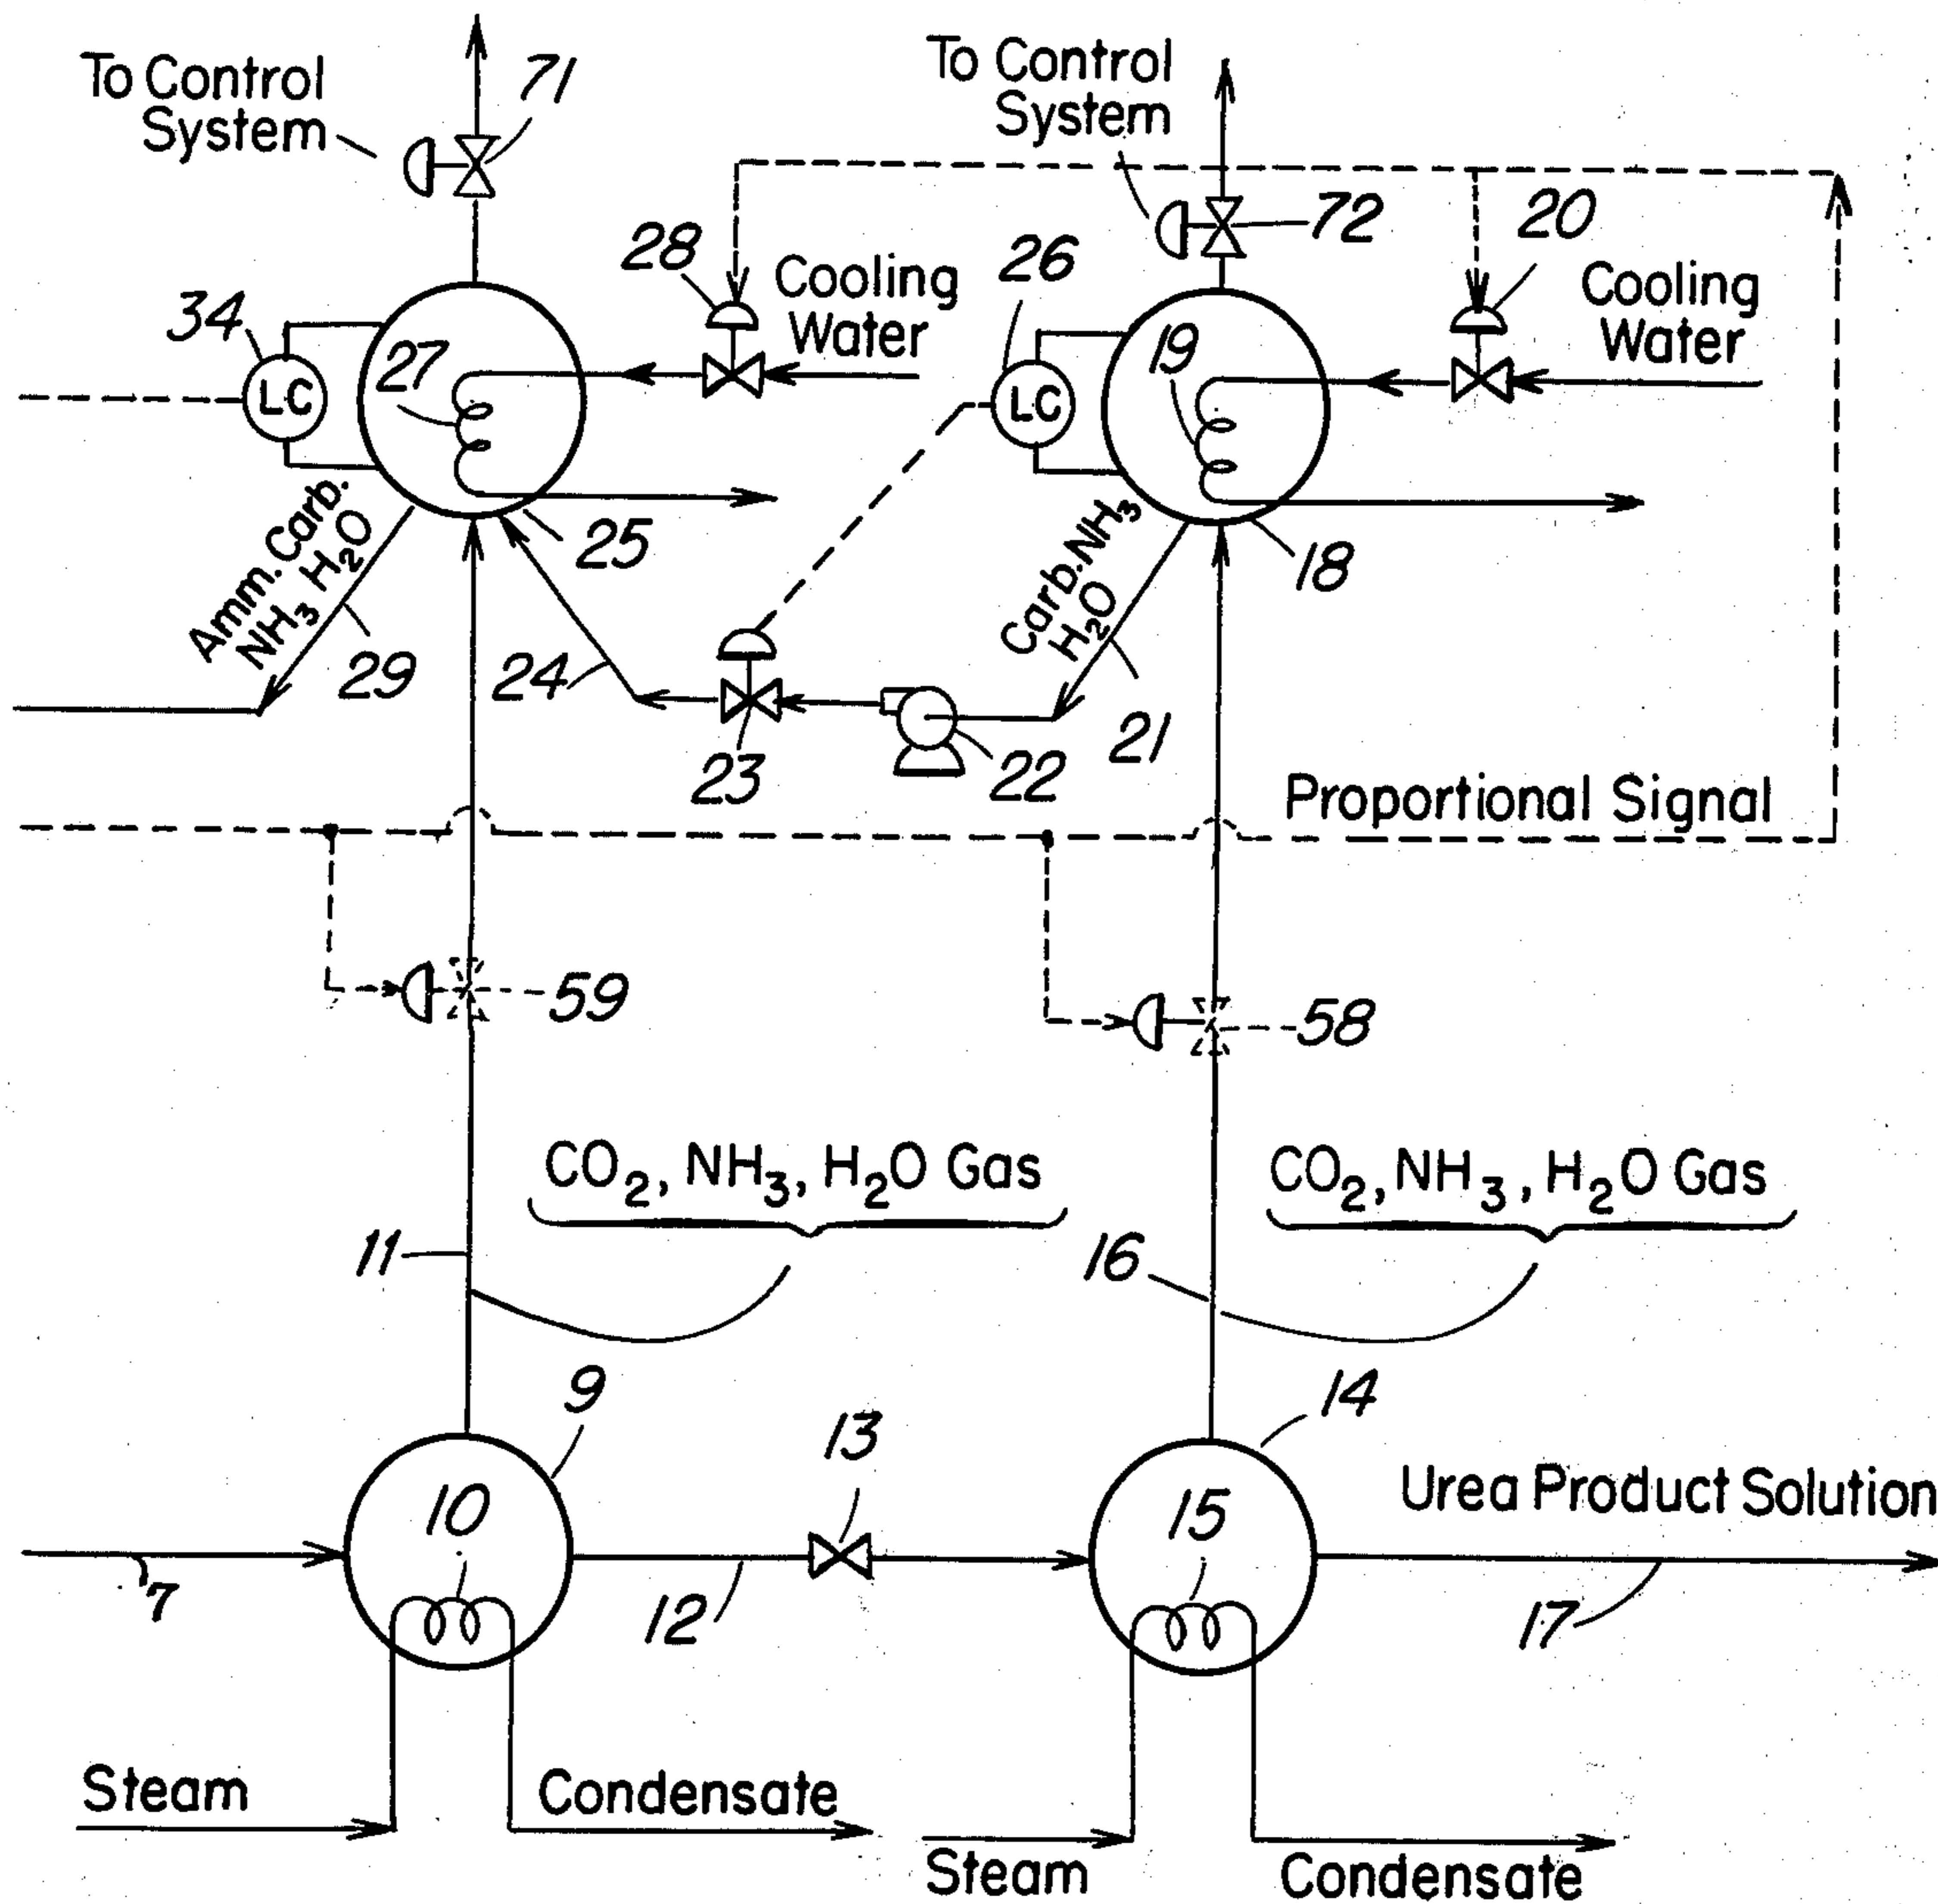 To Control
System
71
To Control
System
72
28
Cooling
Water
26
20
Cooling
Water
34
LC
27
LC
19
Amm. Carb.
NH₃ H₂O
29
25
24
23
22
Carb. NH₃
H₂O
21
18
Proportional Signal
59
58
CO₂, NH₃, H₂O Gas
CO₂, NH₃, H₂O Gas
11
16
9
13
14
10
15
Urea Product Solution
7
12
17
Steam
Condensate
Steam
Condensate